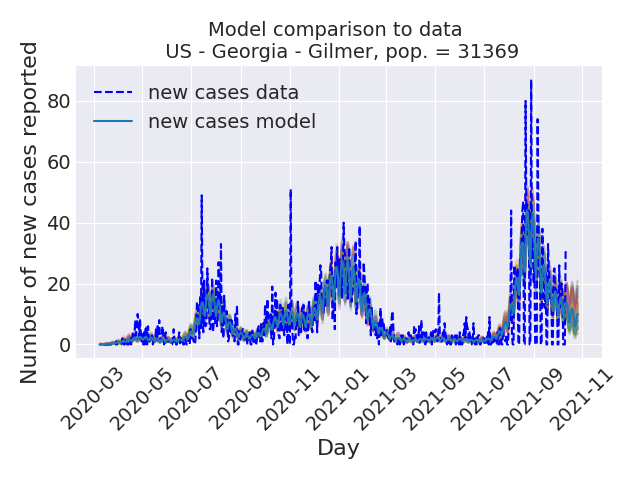 Model comparison to data
US - Georgia - Gilmer, pop. = 31369
Number of new cases reported
80
60
40
20
0
new cases data
new cases model
2020-03
2020-05
2020-07
2020-09
2020-11
2021-01
2021-03
2021-05
2021-07
2021-09
2021-11
Day